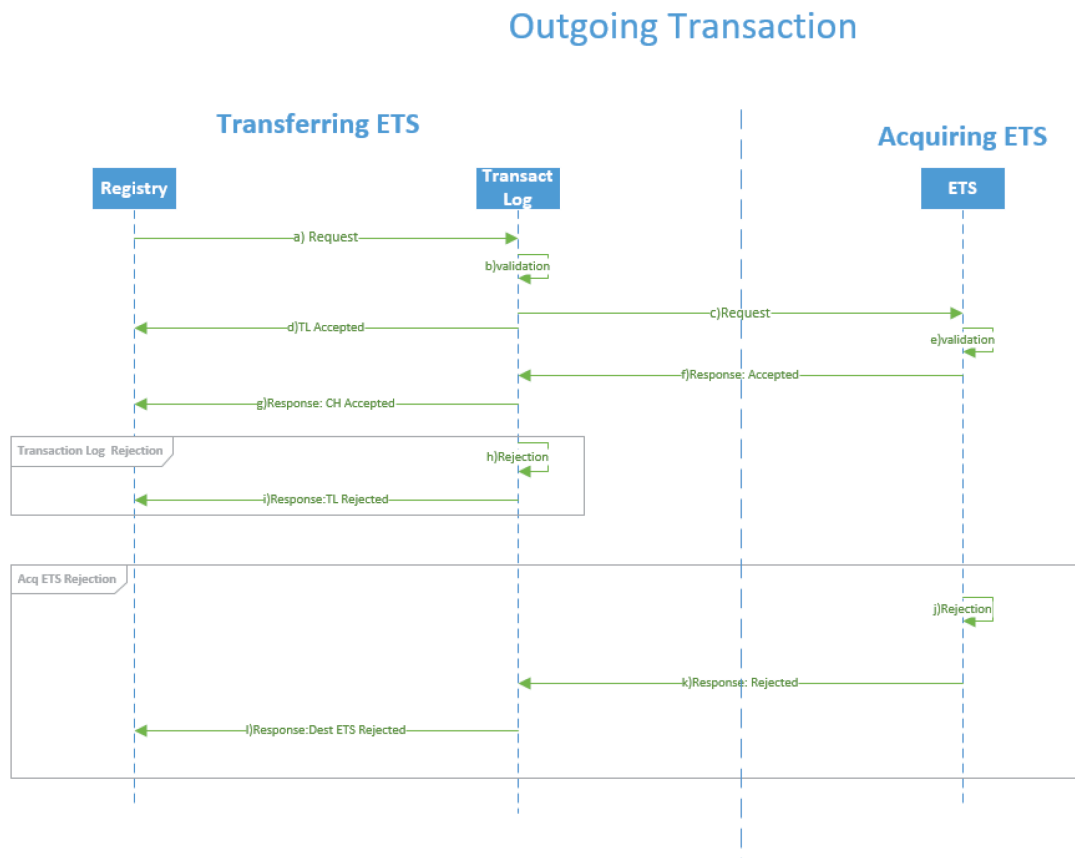 Outgoing Transaction
Transferring ETS
Acquiring ETS
Registry
Transact
Log
ETS
a) Request
b)validation
c)Request
d)TL Accepted
e)validation
f)Response: Accepted
g)Response: CH Accepted
Transaction Log Rejection
h)Rejection
i)Response:TL Rejected
Acq ETS Rejection
j)Rejection
k)Response: Rejected
l)Response:Dest ETS Rejected